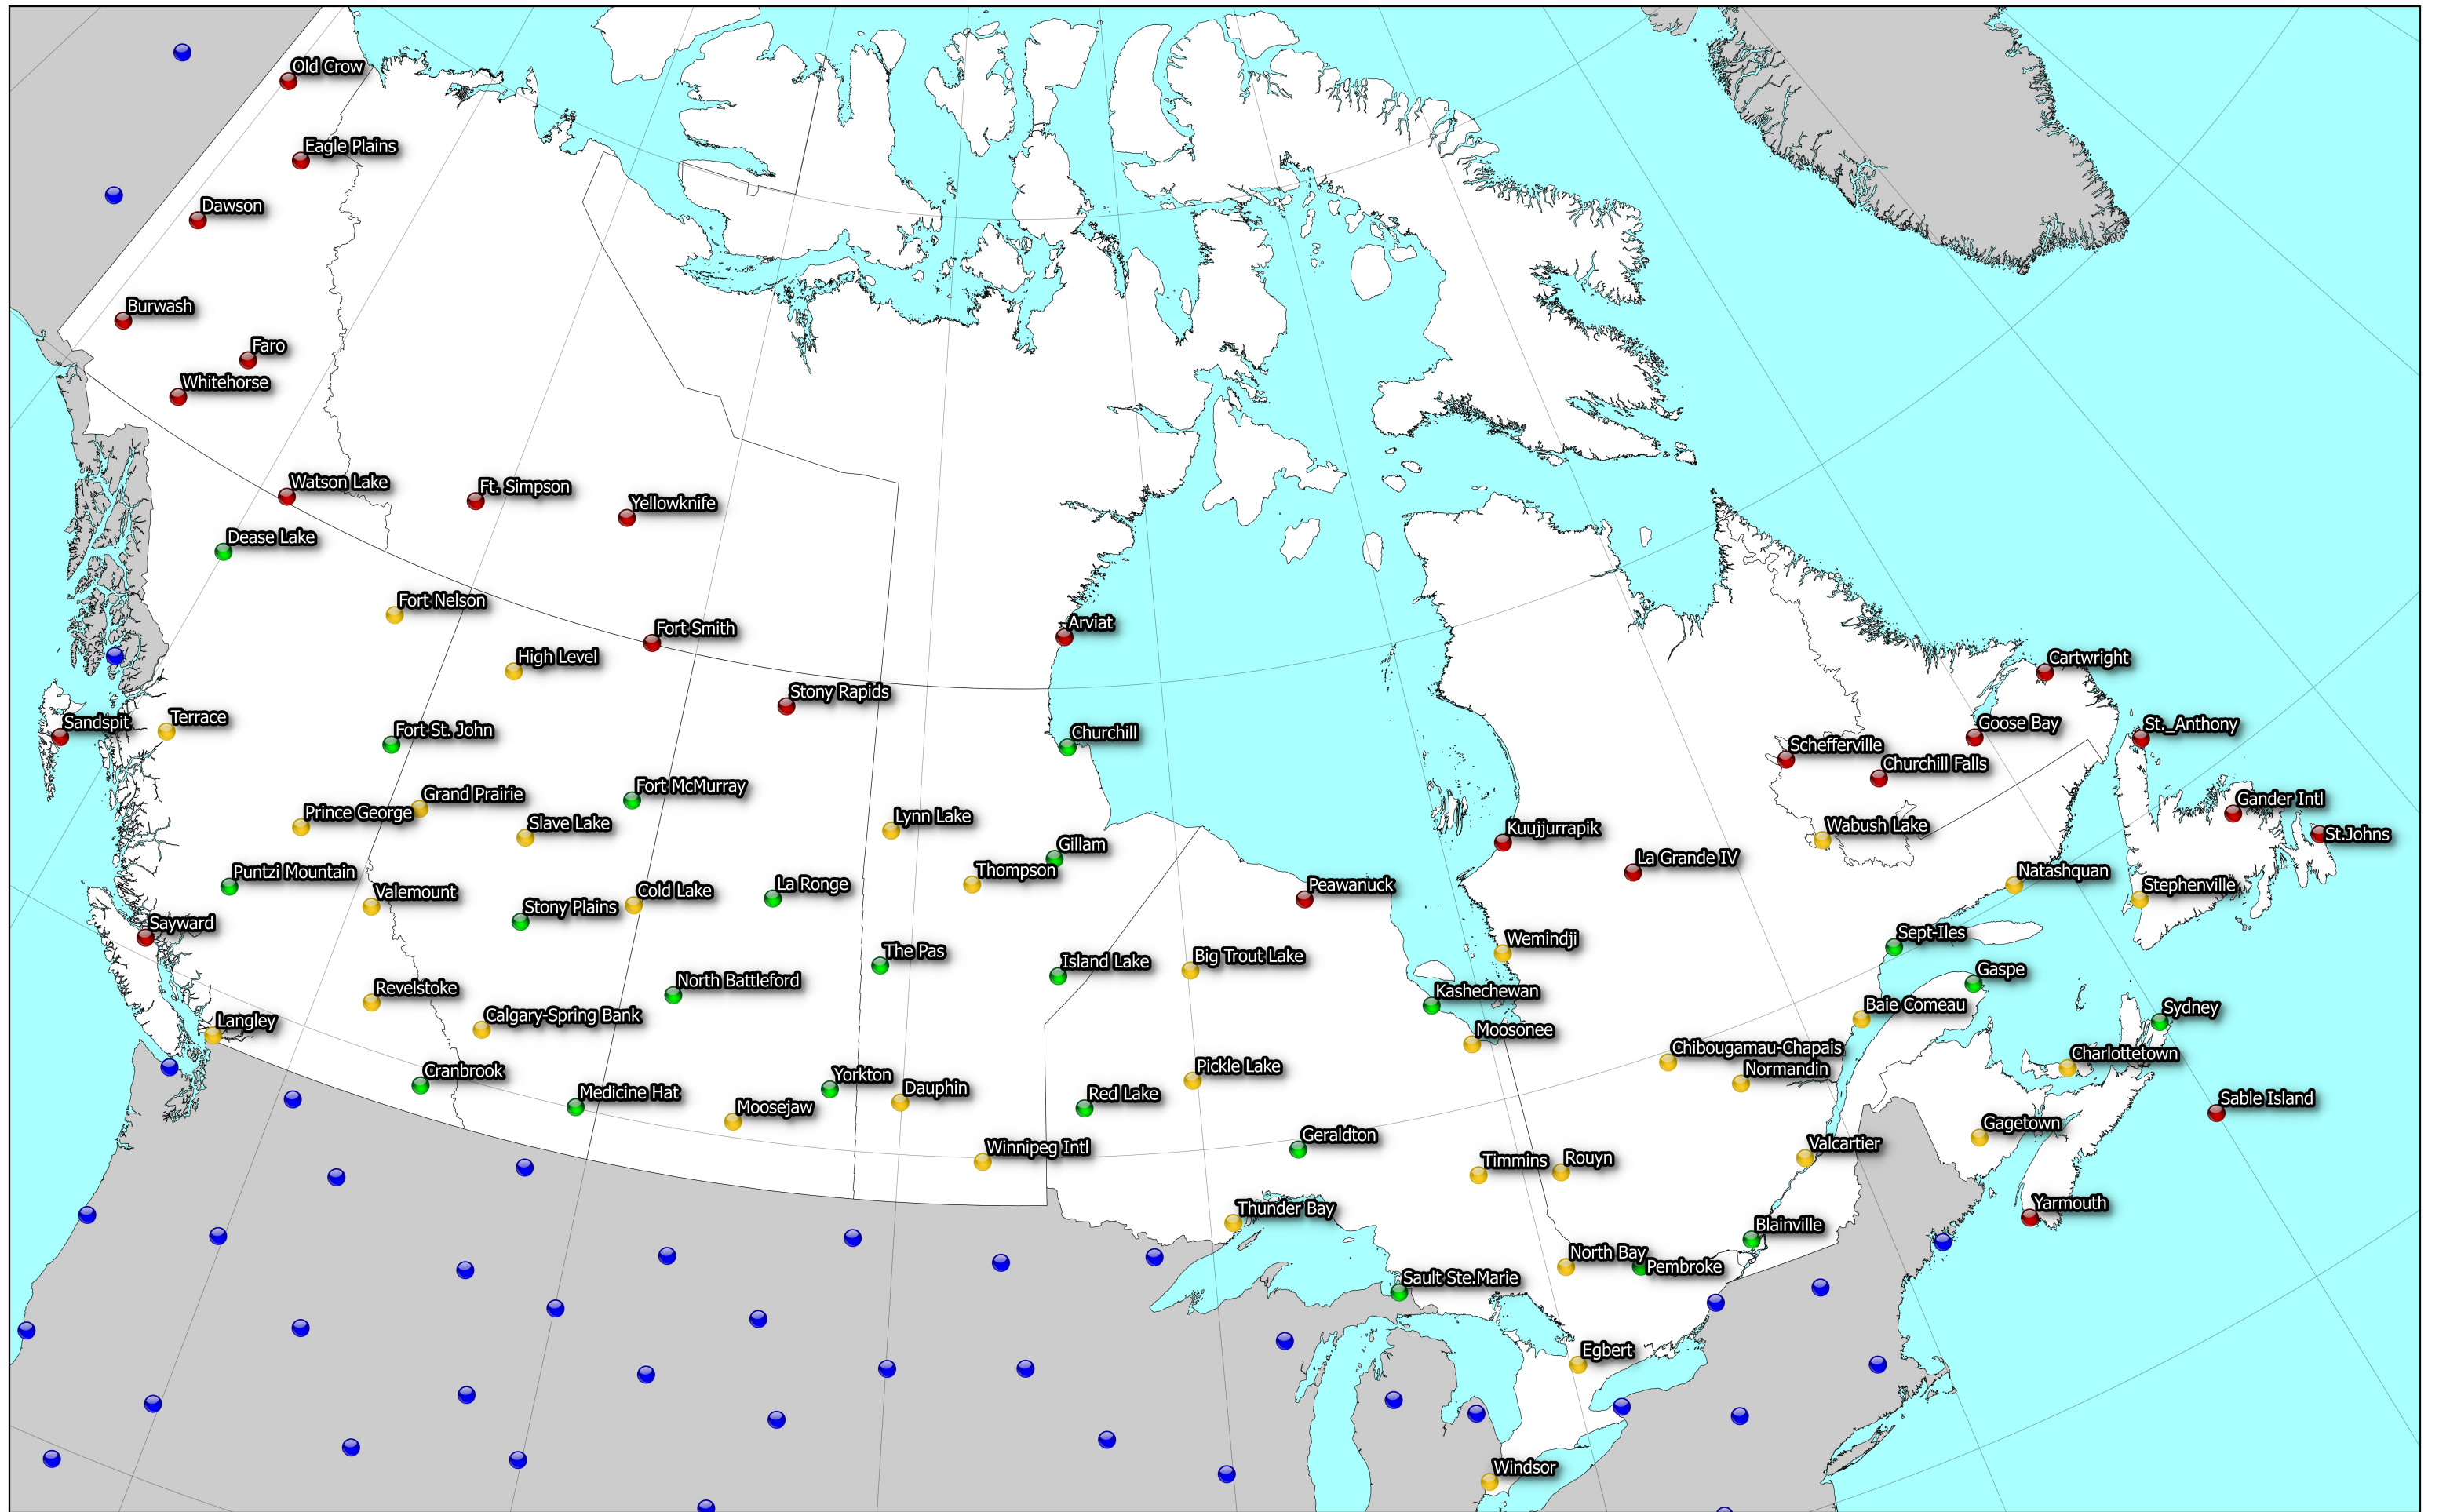 Old Crow
Eagle Plains
Dawson
Burwash
Faro
Whitehorse
Watson Lake
Ft. Simpson
Yellowknife
Dease Lake
Fort Nelson
Fort Smith
Arviat
High Level
Cartwright
Stony Rapids
Sandspit
Terrace
Fort St. John
Churchill
Goose Bay
St._Anthony
Schefferville
Churchill Falls
Fort McMurray
Grand Prairie
Gander Intl
Prince George
Slave Lake
Lynn Lake
Kuujjurrapik
Wabush Lake
St.Johns
Gillam
La Grande IV
Puntzi Mountain
Thompson
Natashquan
Valemount
Cold Lake
La Ronge
Peawanuck
Stephenville
Stony Plains
Sayward
Sept-Iles
Wemindji
The Pas
Island Lake
Big Trout Lake
Gaspe
North Battleford
Revelstoke
Kashechewan
Baie Comeau
Sydney
Langley
Calgary-Spring Bank
Moosonee
Chibougamau-Chapais
Charlottetown
Cranbrook
Normandin
Pickle Lake
Yorkton
Dauphin
Medicine Hat
Red Lake
Sable Island
Moosejaw
Gagetown
Geraldton
Winnipeg Intl
Valcartier
Timmins
Rouyn
Yarmouth
Thunder Bay
Blainville
North Bay
Pembroke
Sault Ste.Marie
Egbert
Windsor